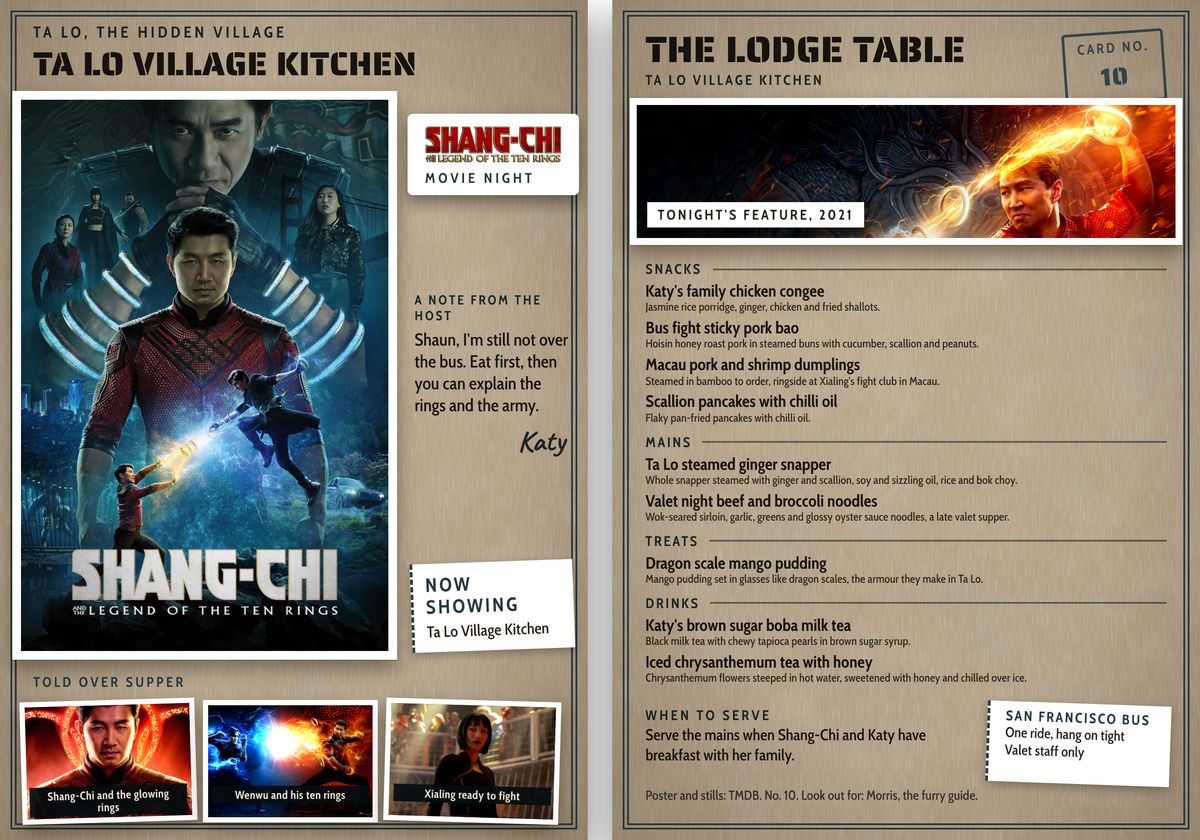 TA LO, THE HIDDEN VILLAGE
TA LO VILLAGE KITCHEN
SHANG-CHI
AND THE LEGEND OF THE TEN RINGS
MOVIE NIGHT
A NOTE FROM THE
HOST
Shaun, I'm still not over
the bus. Eat first, then
you can explain the
rings and the army.
Katy
SHANG-CHI
AND THE LEGEND OF THE TEN RINGS
NOW
SHOWING
Ta Lo Village Kitchen
TOLD OVER SUPPER
Shang-Chi and the glowing
rings
Wenwu and his ten rings
Xialing ready to fight
THE LODGE TABLE
TA LO VILLAGE KITCHEN
CARD NO.
10
TONIGHT'S FEATURE, 2021
SNACKS
Katy's family chicken congee
Jasmine rice porridge, ginger, chicken and fried shallots.
Bus fight sticky pork bao
Hoisin honey roast pork in steamed buns with cucumber, scallion and peanuts.
Macau pork and shrimp dumplings
Steamed in bamboo to order, ringside at Xialing's fight club in Macau.
Scallion pancakes with chilli oil
Flaky pan-fried pancakes with chilli oil.
MAINS
Ta Lo steamed ginger snapper
Whole snapper steamed with ginger and scallion, soy and sizzling oil, rice and bok choy.
Valet night beef and broccoli noodles
Wok-seared sirloin, garlic, greens and glossy oyster sauce noodles, a late valet supper.
TREATS
Dragon scale mango pudding
Mango pudding set in glasses like dragon scales, the armour they make in Ta Lo.
DRINKS
Katy's brown sugar boba milk tea
Black milk tea with chewy tapioca pearls in brown sugar syrup.
Iced chrysanthemum tea with honey
Chrysanthemum flowers steeped in hot water, sweetened with honey and chilled over ice.
WHEN TO SERVE
Serve the mains when Shang-Chi and Katy have
breakfast with her family.
SAN FRANCISCO BUS
One ride, hang on tight
Valet staff only
Poster and stills: TMDB. No. 10. Look out for: Morris, the furry guide.